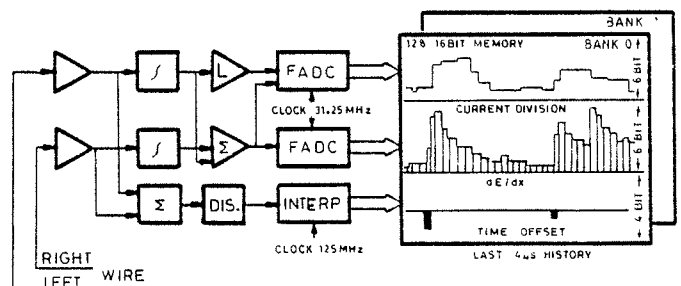 BANK 1
128 16BIT MEMORY BANK 0
6 BIT
∫ L FADC
CLOCK 31.25MHz
CURRENT DIVISION
∫ Σ FADC
6 BIT
dE/dx
Σ DIS. INTERP
4 BIT
CLOCK 125MHz
TIME OFFSET
LAST 4µs HISTORY
RIGHT
LEFT WIRE